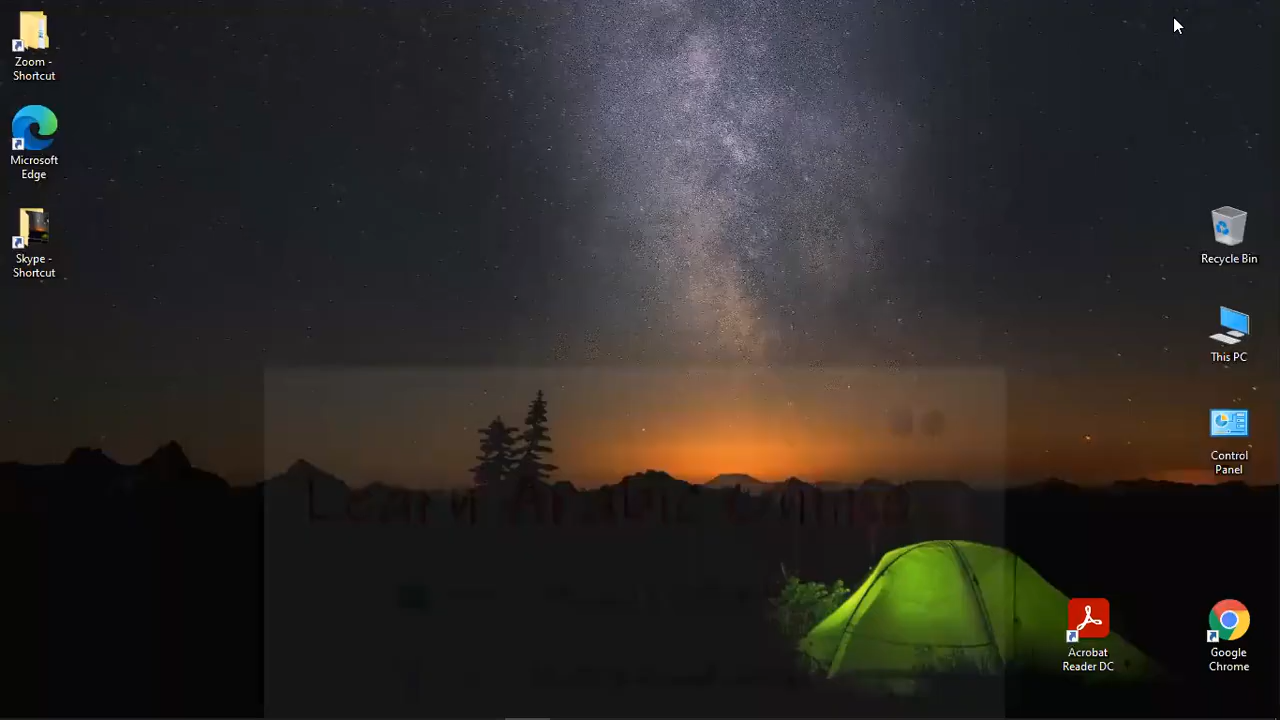 Zoom -
Shortcut
Microsoft
Edge
Skype -
Shortcut
Recycle Bin
This PC
Control
Panel
Acrobat
Reader DC
Google
Chrome
Learn Arabic Online